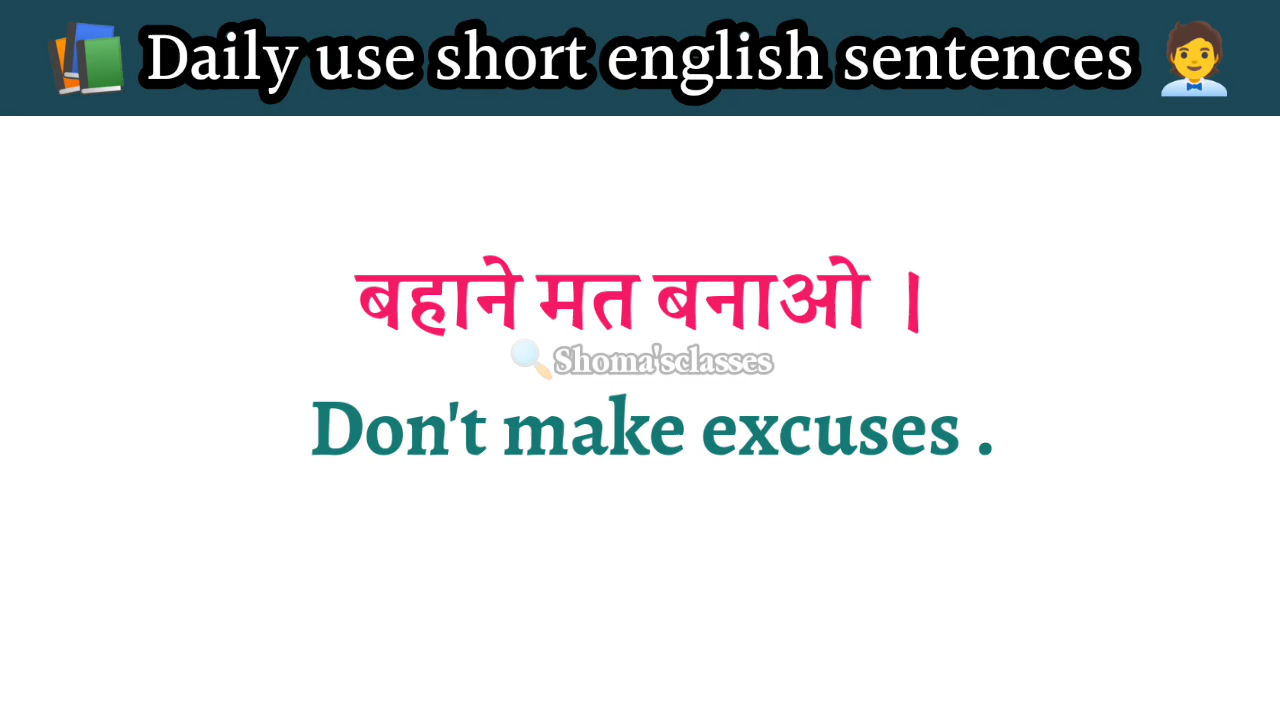 Daily use short english sentences
बहाने मत बनाओ ।
Shoma'sclasses
Don't make excuses .